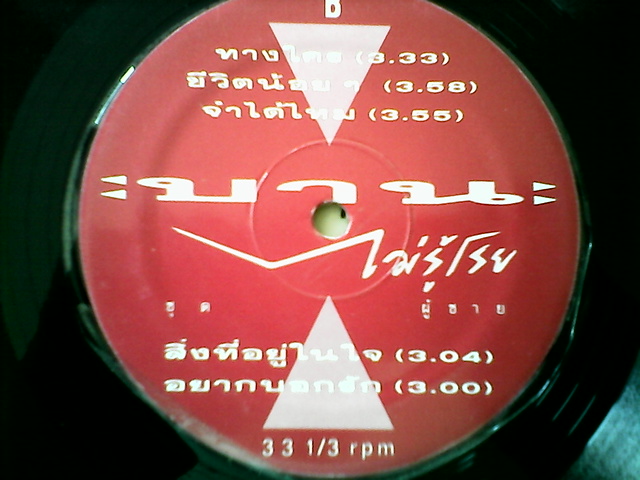 B
ทางใคร (3.33)
ชีวิตน้อย ๆ (3.58)
จำได้ไหม (3.55)
บาน
ไม่รู้โรย
ชุด ผู้ชาย
สิ่งที่อยู่ในใจ (3.04)
อยากบอกรัก (3.00)
33 1/3 rpm